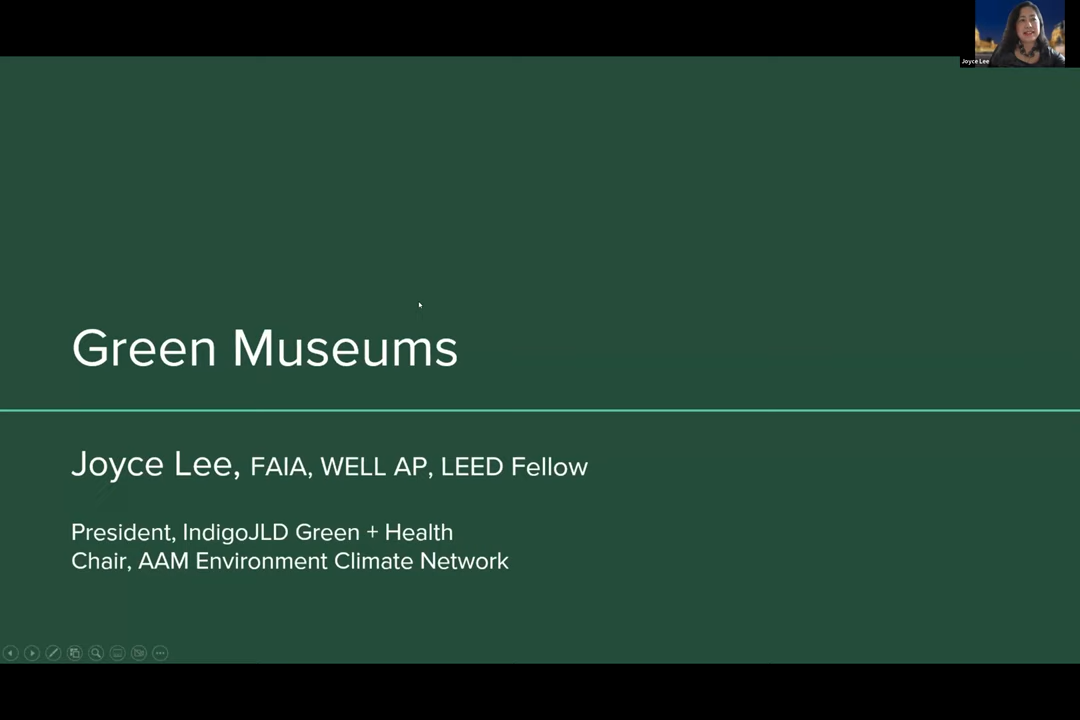 Joyce Lee
Green Museums
Joyce Lee, FAIA, WELL AP, LEED Fellow
President, IndigoJLD Green + Health
Chair, AAM Environment Climate Network